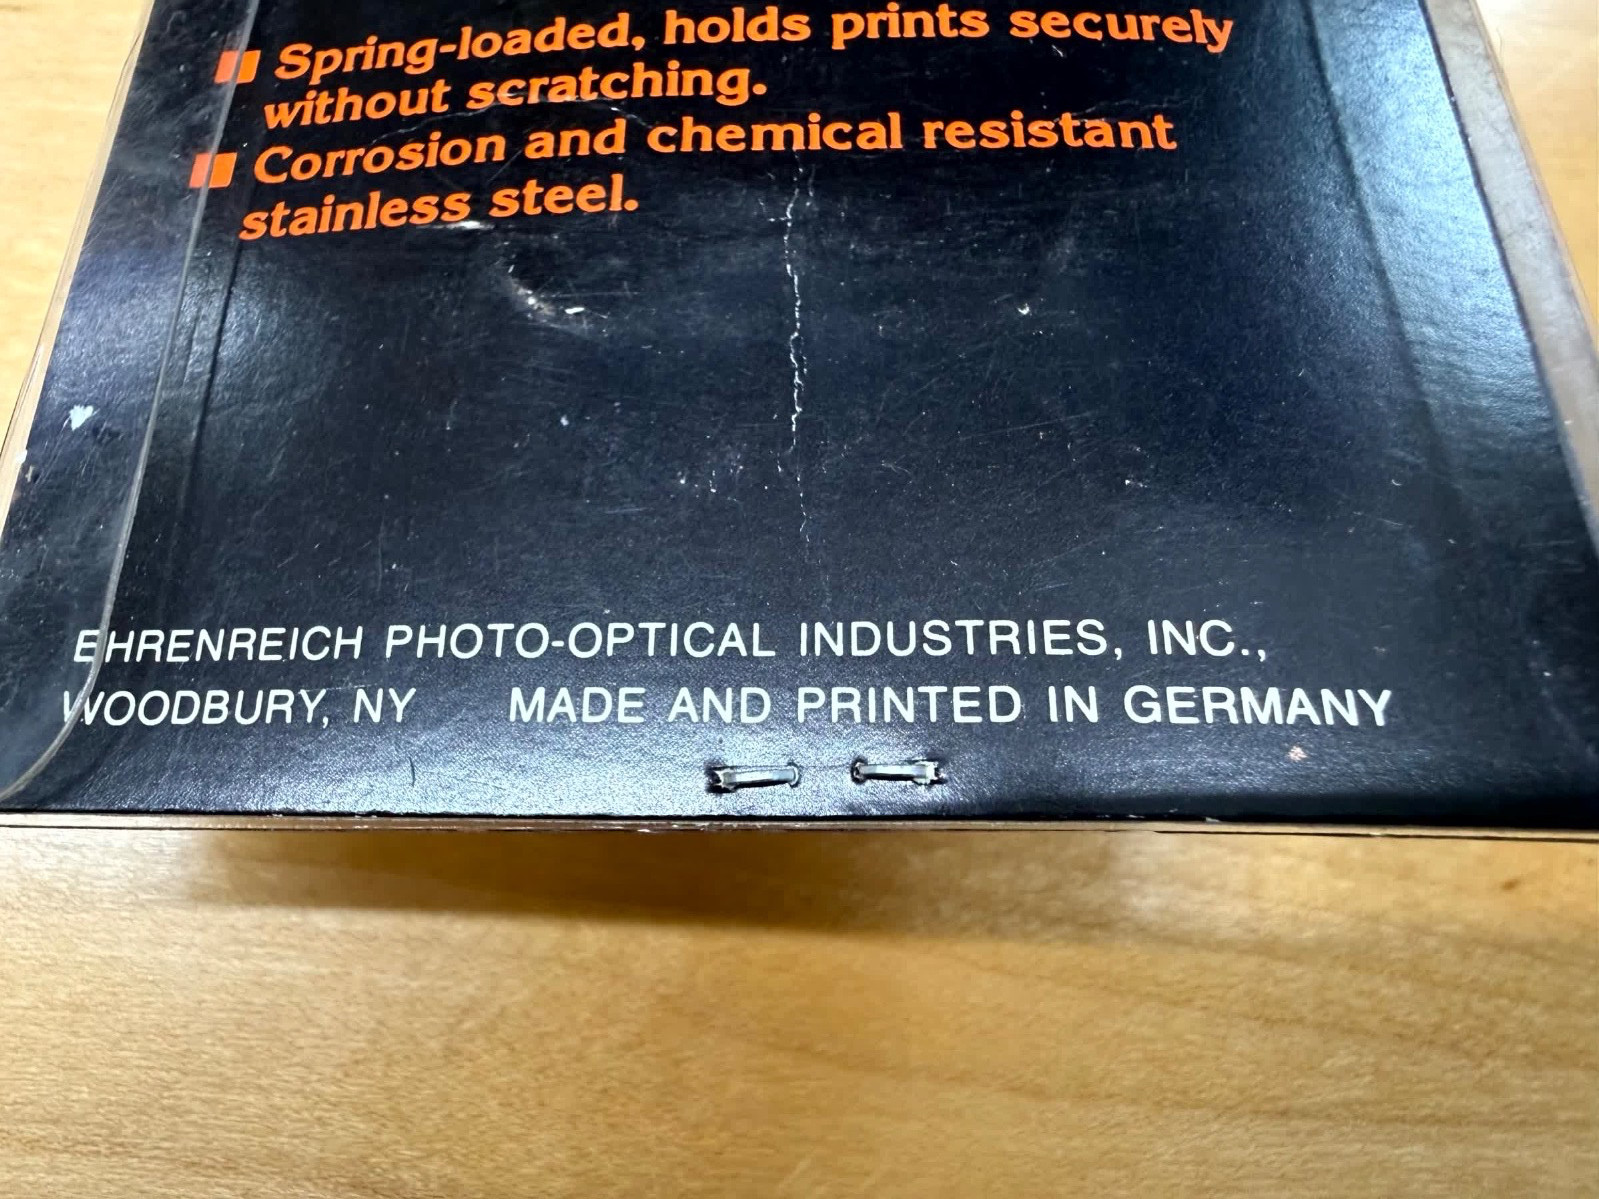 Spring-loaded, holds prints securely
without scratching.
Corrosion and chemical resistant
stainless steel.
EHRENREICH PHOTO-OPTICAL INDUSTRIES, INC.,
WOODBURY, NY MADE AND PRINTED IN GERMANY